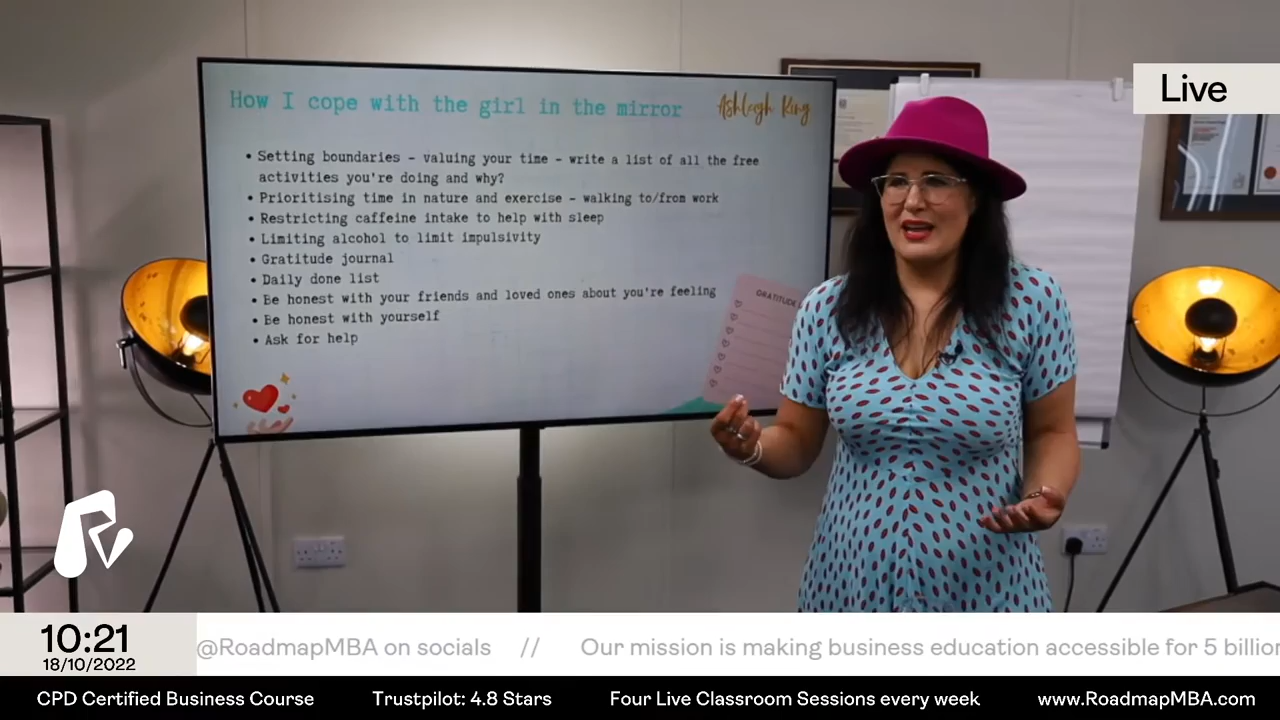 Live
How I cope with the girl in the mirror
Ashleigh King
• Setting boundaries - valuing your time - write a list of all the free
activities you're doing and why?
• Prioritising time in nature and exercise - walking to/from work
• Restricting caffeine intake to help with sleep
• Limiting alcohol to limit impulsivity
• Gratitude journal
• Daily done list
• Be honest with your friends and loved ones about you're feeling
• Be honest with yourself
• Ask for help
GRATITUDE
10:21
18/10/2022
@RoadmapMBA on socials // Our mission is making business education accessible for 5 billion
CPD Certified Business Course Trustpilot: 4.8 Stars Four Live Classroom Sessions every week www.RoadmapMBA.com